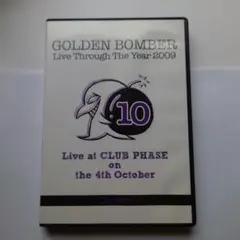 GOLDEN BOMBER
Live Through The Year 2009
10
Live at CLUB PHASE
on
the 4th October